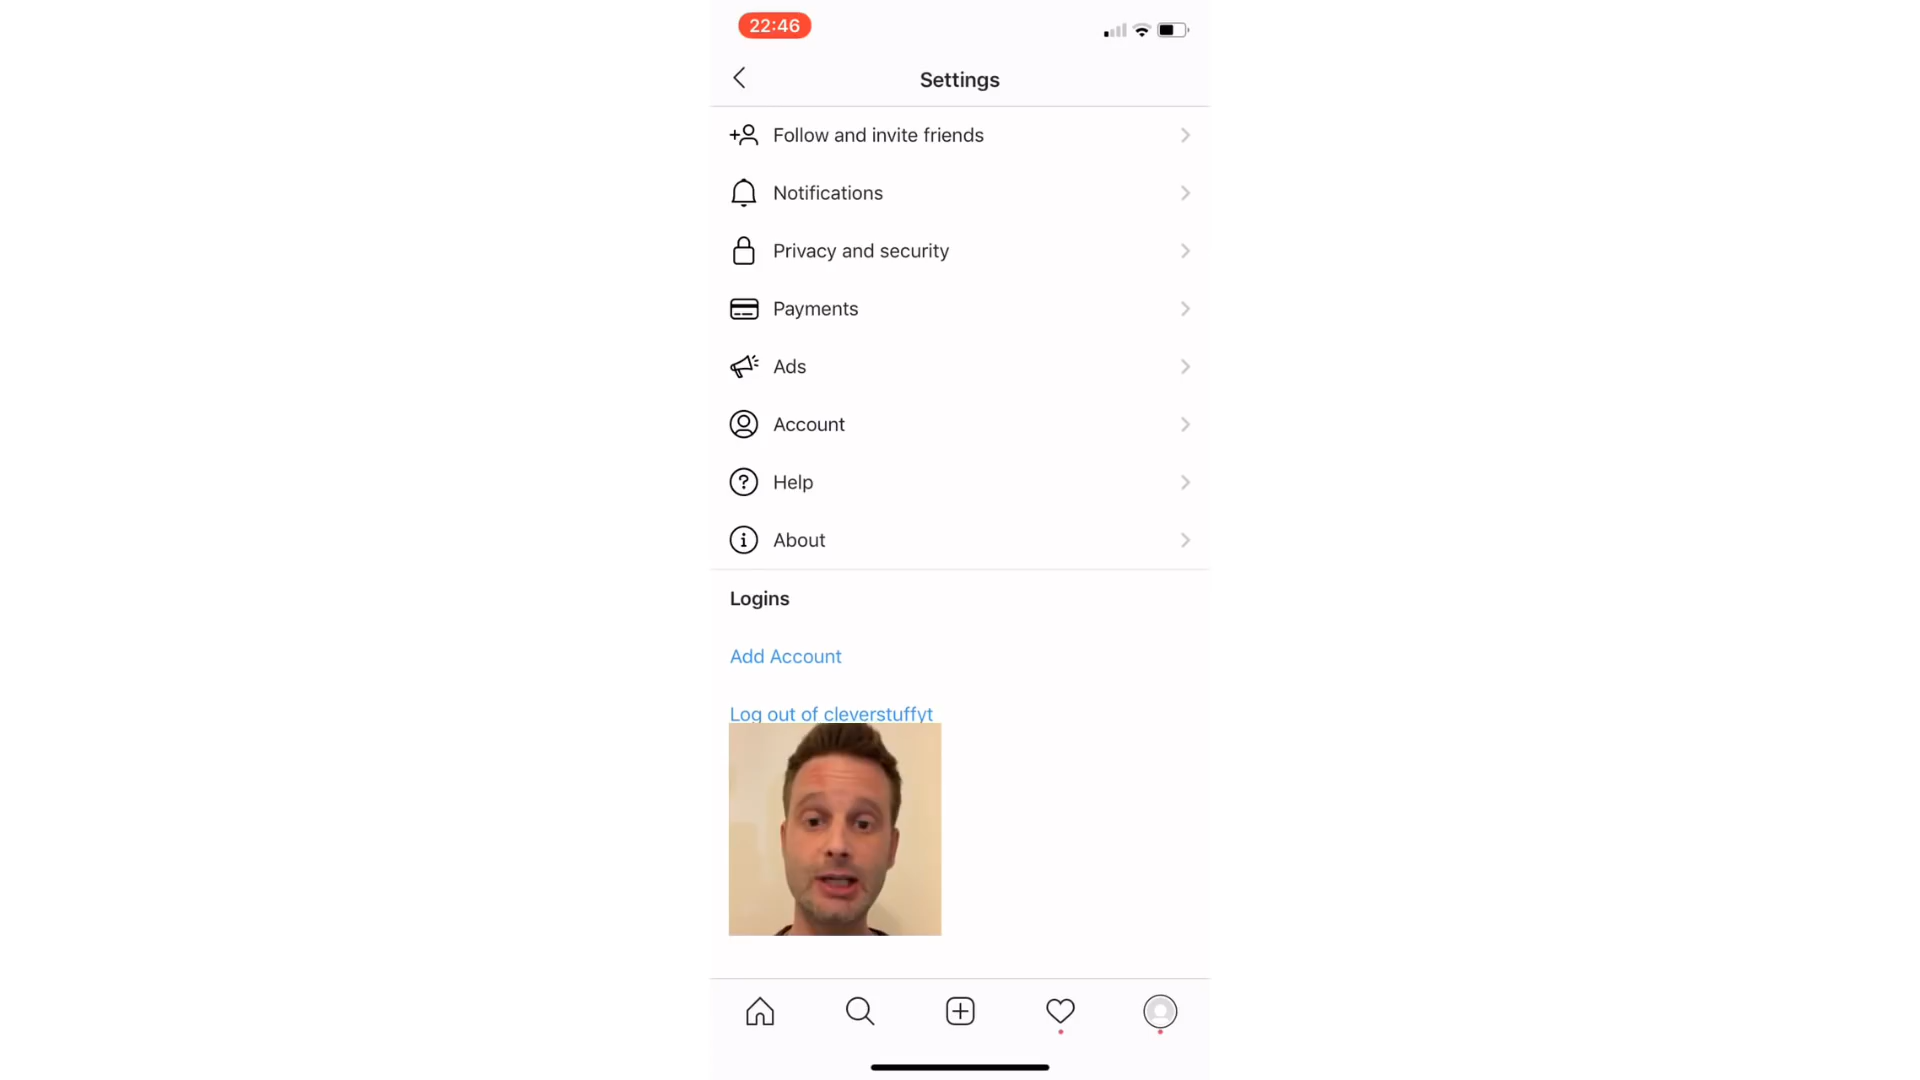 22:46
Settings
Follow and invite friends
Notifications
Privacy and security
Payments
Ads
Account
Help
About
Logins
Add Account
Log out of cleverstuffyt